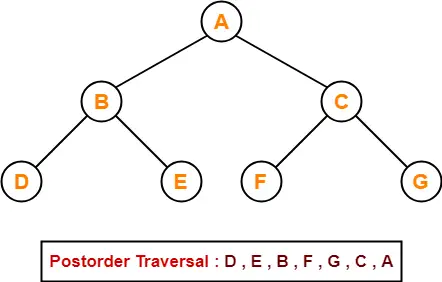 A
B
C
D
E
F
G
Postorder Traversal : D , E , B , F , G , C , A